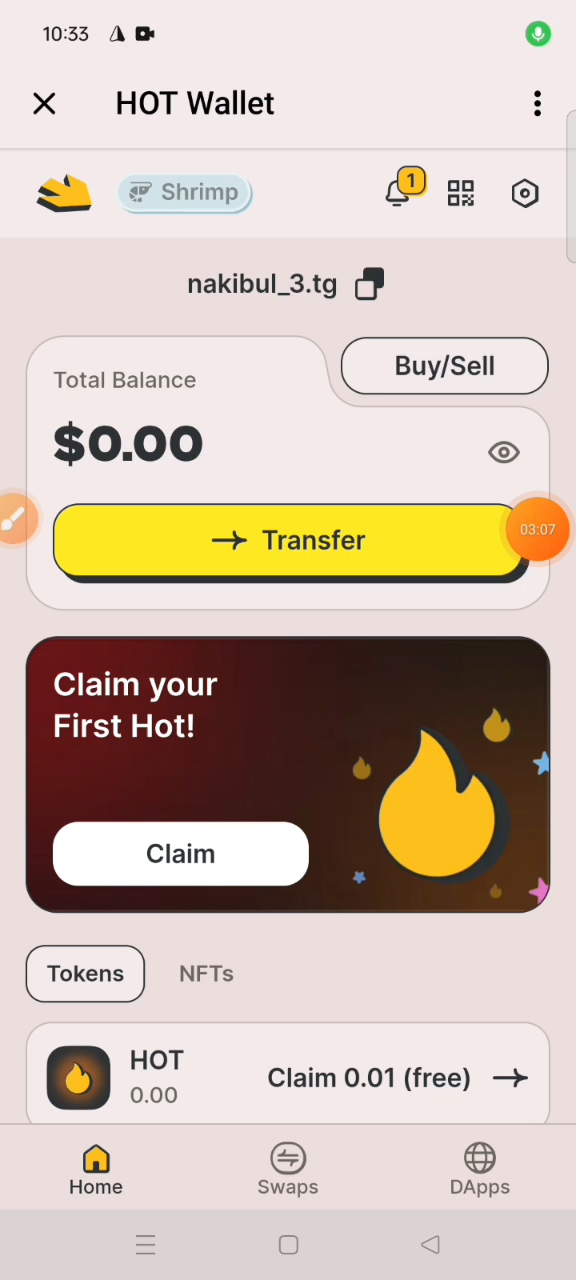 10:33
HOT Wallet
Shrimp
1
nakibul_3.tg
Total Balance
Buy/Sell
$0.00
Transfer
03:07
Claim your
First Hot!
Claim
Tokens
NFTs
HOT
0.00
Claim 0.01 (free)
Home
Swaps
DApps